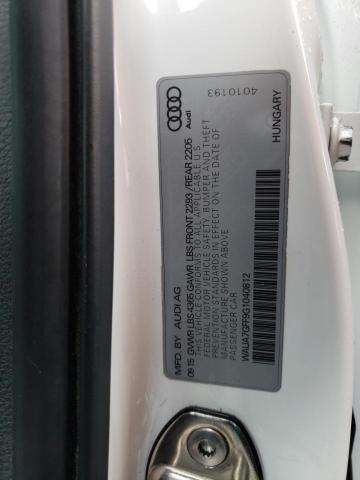 4010193
Audi
HUNGARY
MFD. BY AUDI AG
09 15 GVWR LBS 4365 GAWR LBS FRONT 2293 /REAR 2205
THIS VEHICLE CONFORMS TO ALL APPLICABLE U'S
FEDERAL MOTOR VEHICLE SAFETY, BUMPER AND THEFT
PREVENTION STANDARDS IN EFFECT ON THE DATE OF
MANUFACTURE SHOWN ABOVE
PASSENGER CAR
WAUA7GFF9G1040812